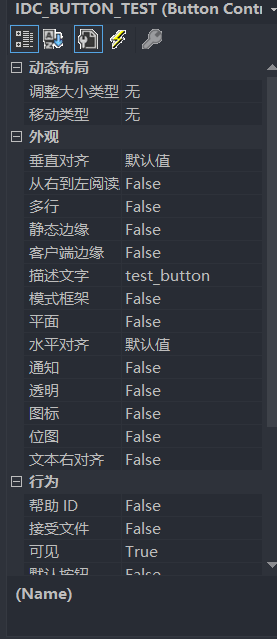 IDC_BUTTON_TEST (Button Contr
动态布局
调整大小类型 无
移动类型 无
外观
垂直对齐 默认值
从右到左阅读 False
多行 False
静态边缘 False
客户端边缘 False
描述文字 test_button
模式框架 False
平面 False
水平对齐 默认值
通知 False
透明 False
图标 False
位图 False
文本右对齐 False
行为
帮助 ID False
接受文件 False
可见 True
默认按钮 False
(Name)